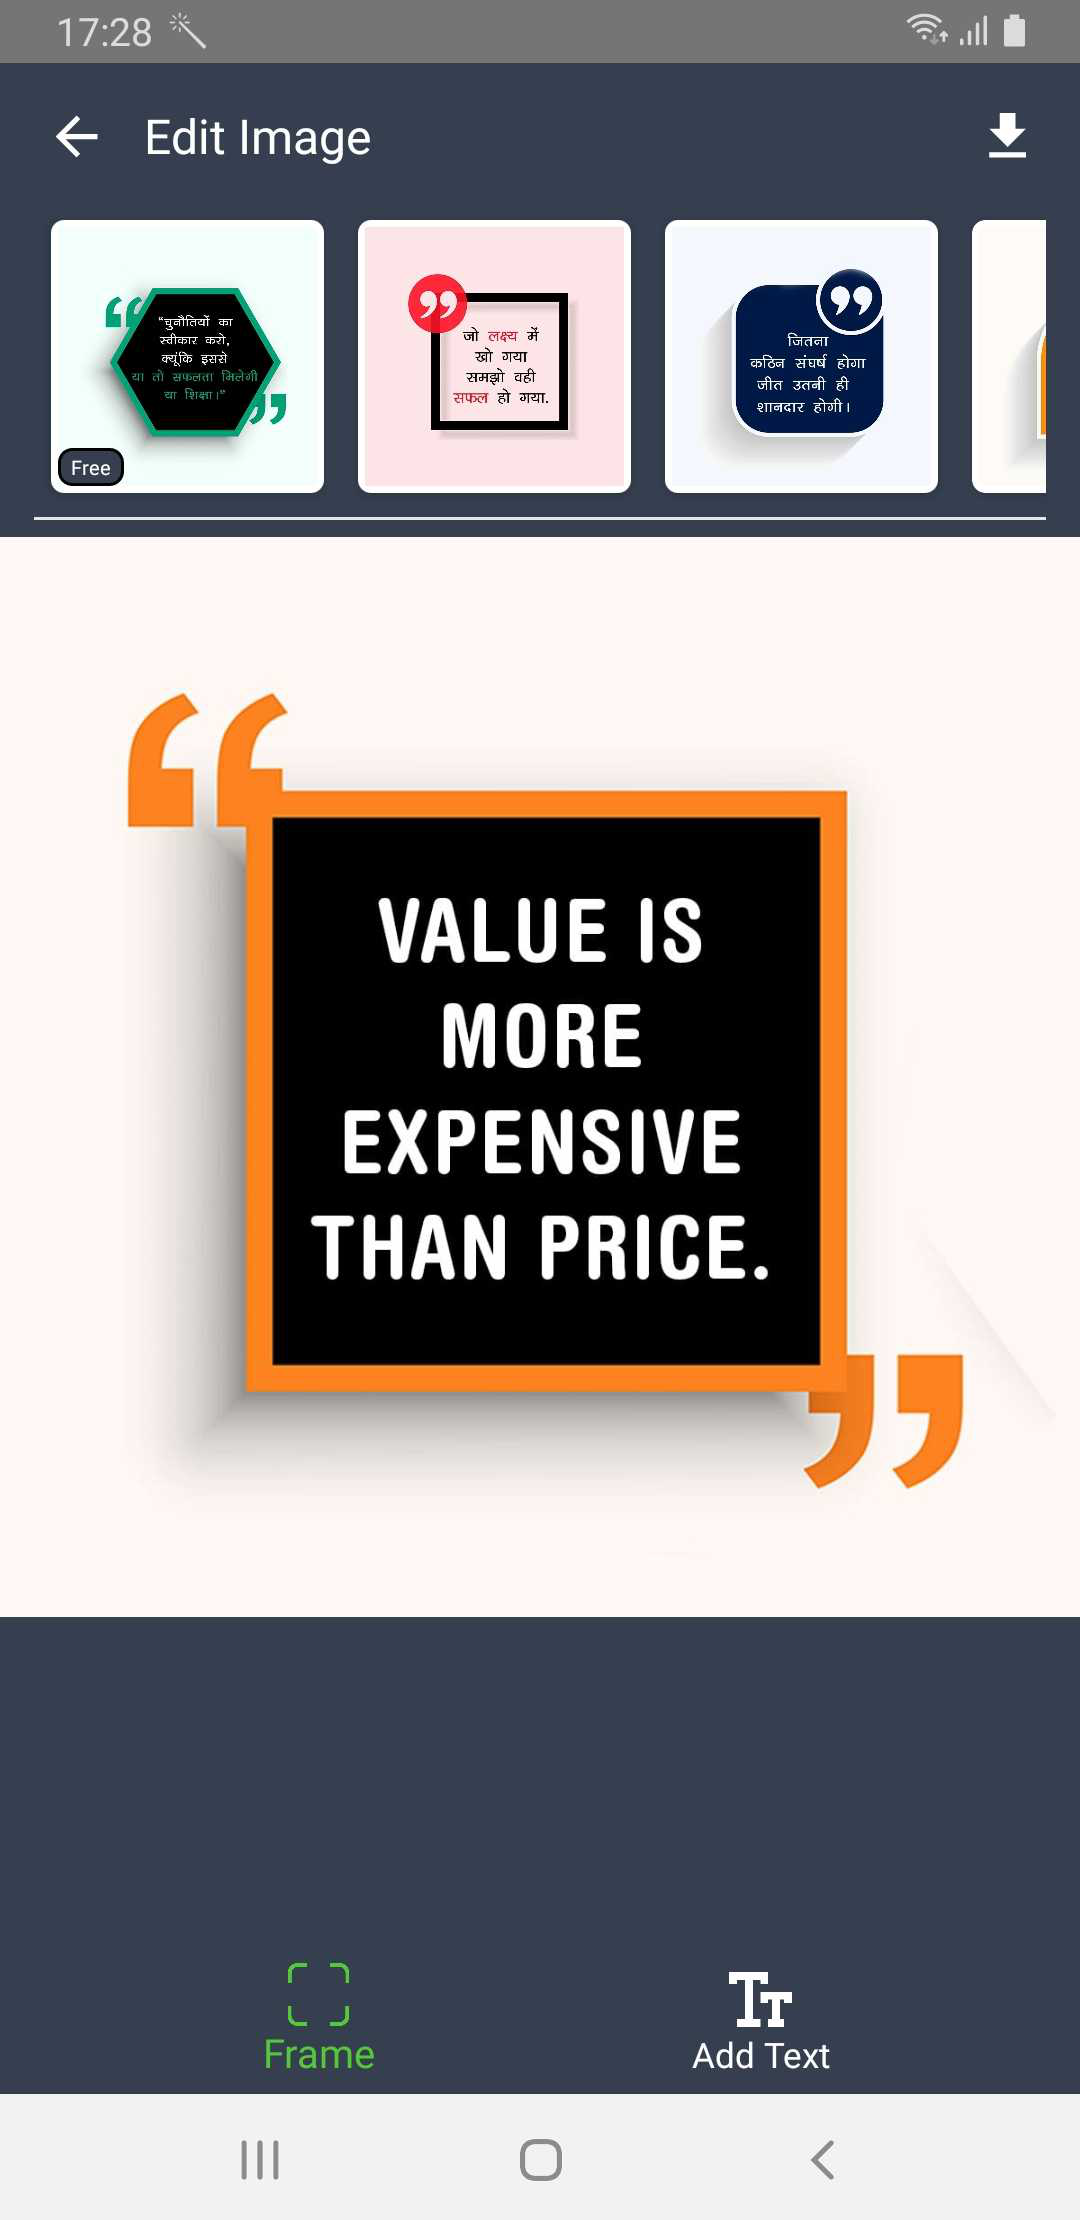 17:28
Edit Image
“चुनौतियों का
स्वीकार करो,
क्यूंकि इससे
या तो सफलता मिलेगी
या शिक्षा।”
Free
जो लक्ष्य में
खो गया
समझो वही
सफल हो गया.
जितना
कठिन संघर्ष होगा
जीत उतनी ही
शानदार होगी।
VALUE IS
MORE
EXPENSIVE
THAN PRICE.
Frame
Add Text